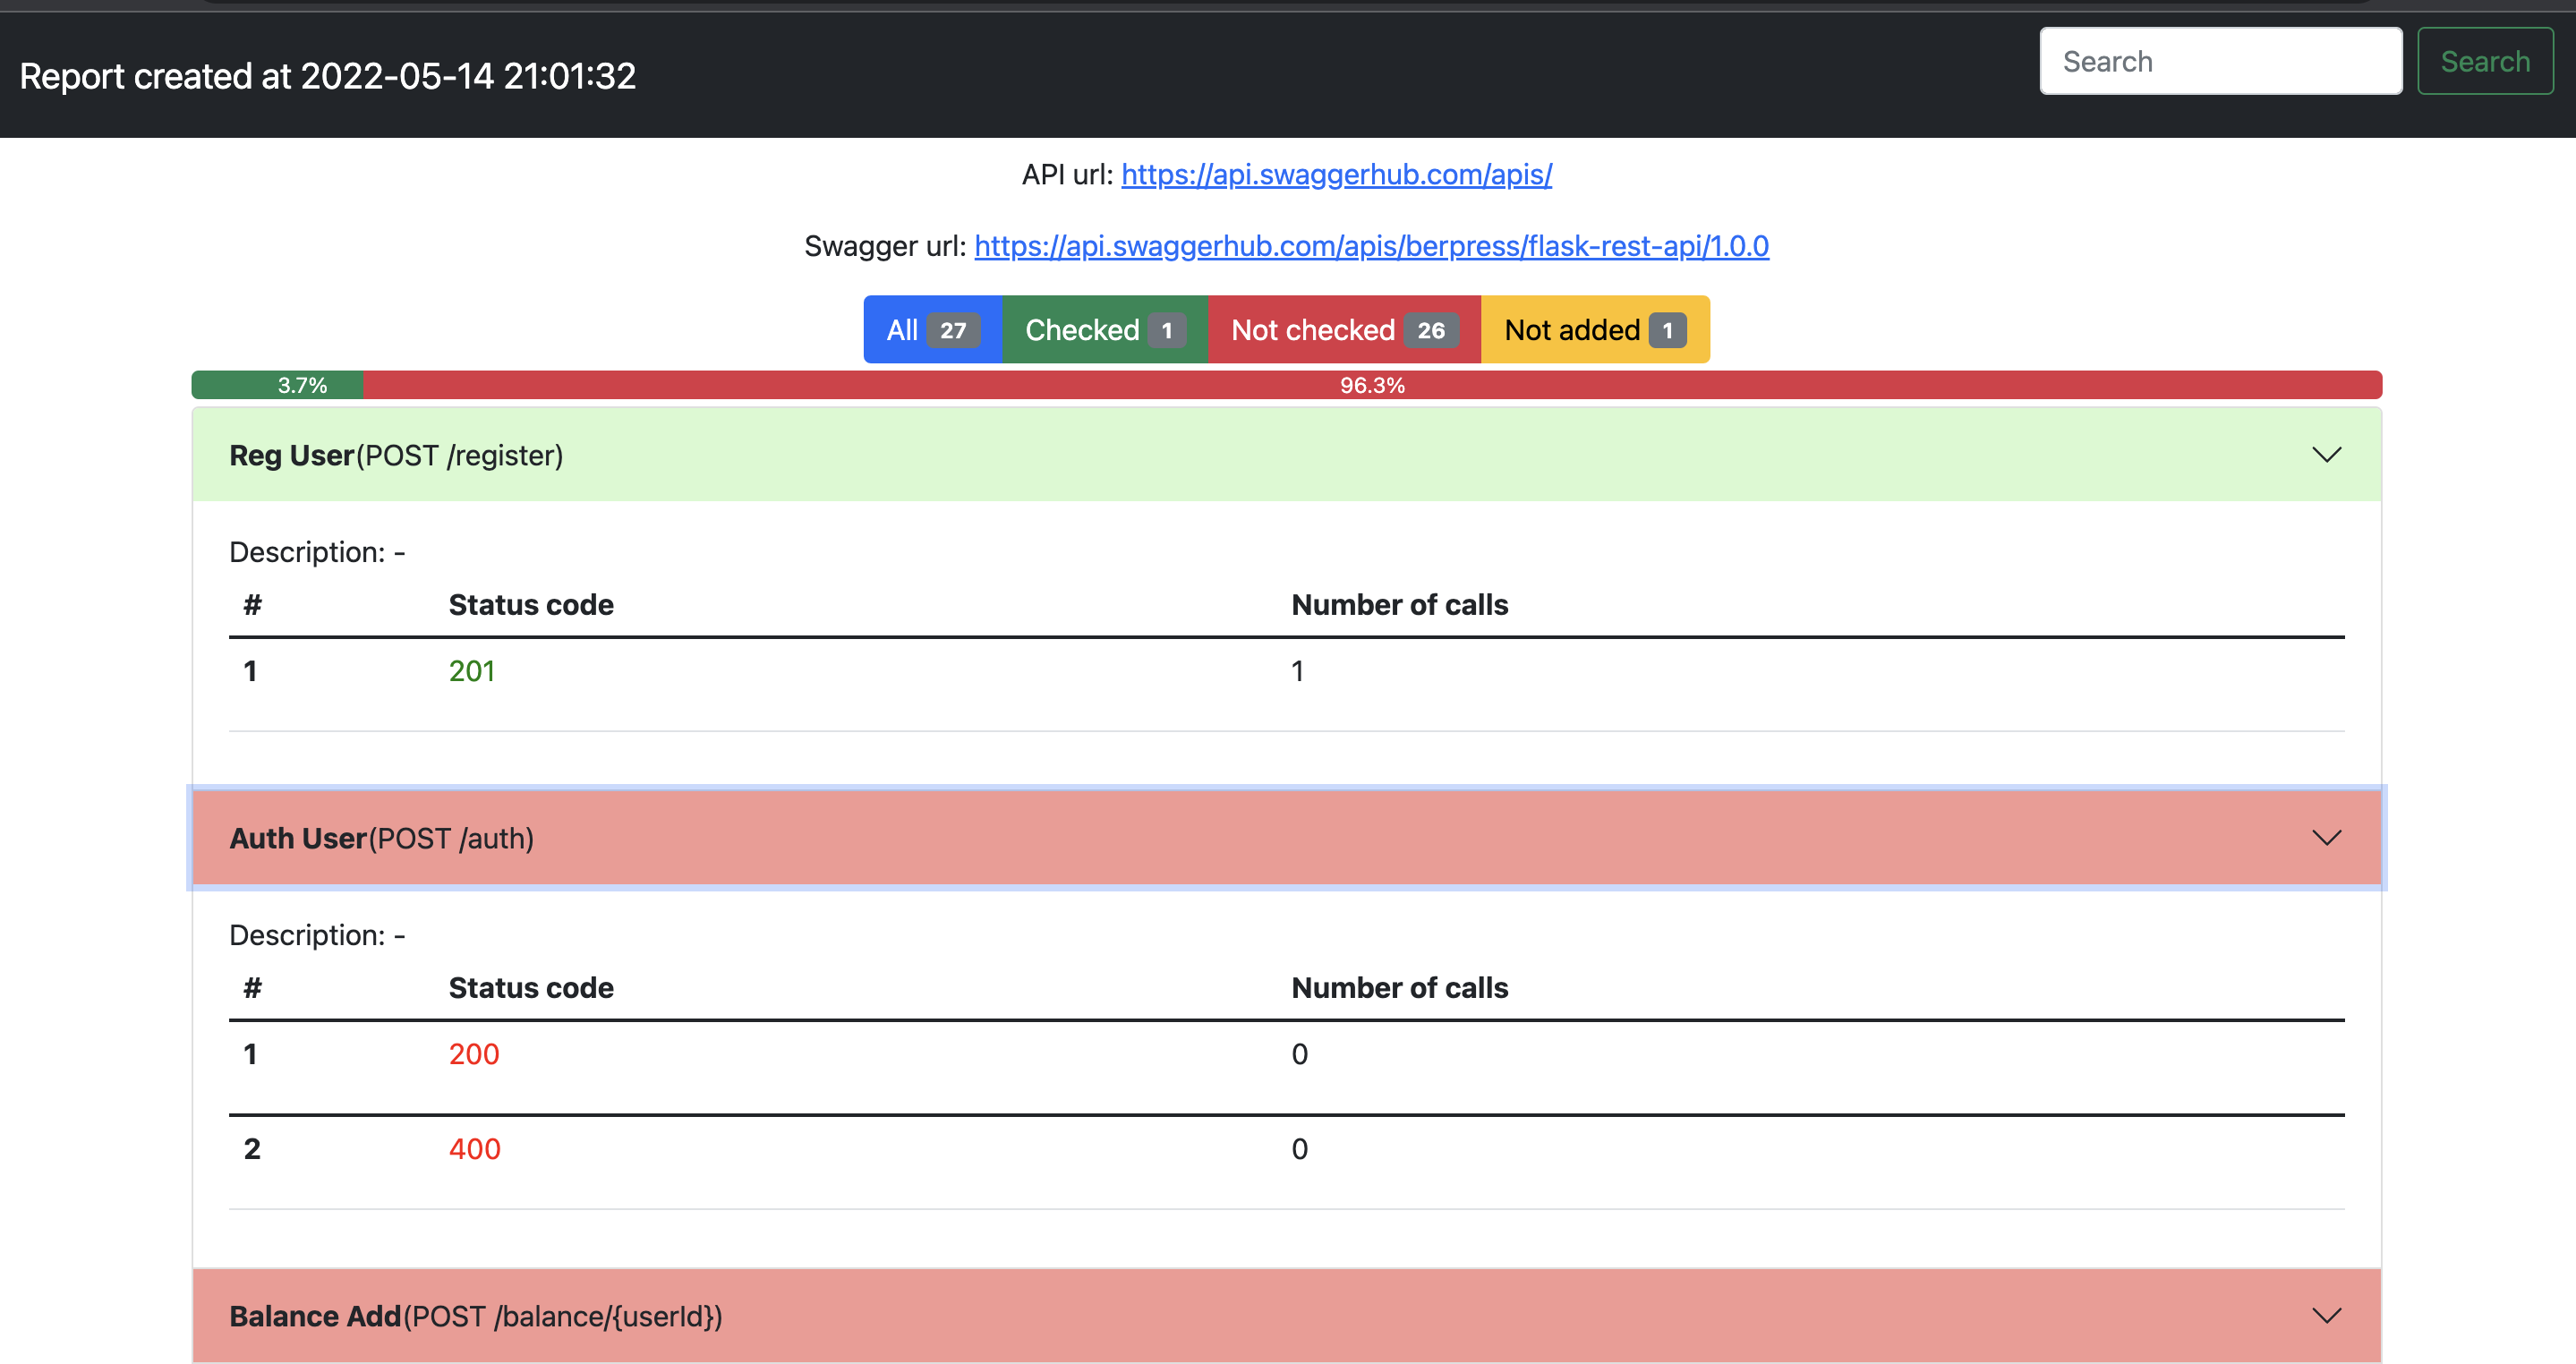 Report created at 2022-05-14 21:01:32
Search
Search
API url: https://api.swaggerhub.com/apis/
Swagger url: https://api.swaggerhub.com/apis/berpress/flask-rest-api/1.0.0
All 27 Checked 1 Not checked 26 Not added 1
3.7% 96.3%
Reg User(POST /register)
Description: -
# Status code Number of calls
1 201 1
Auth User(POST /auth)
Description: -
# Status code Number of calls
1 200 0
2 400 0
Balance Add(POST /balance/{userId})